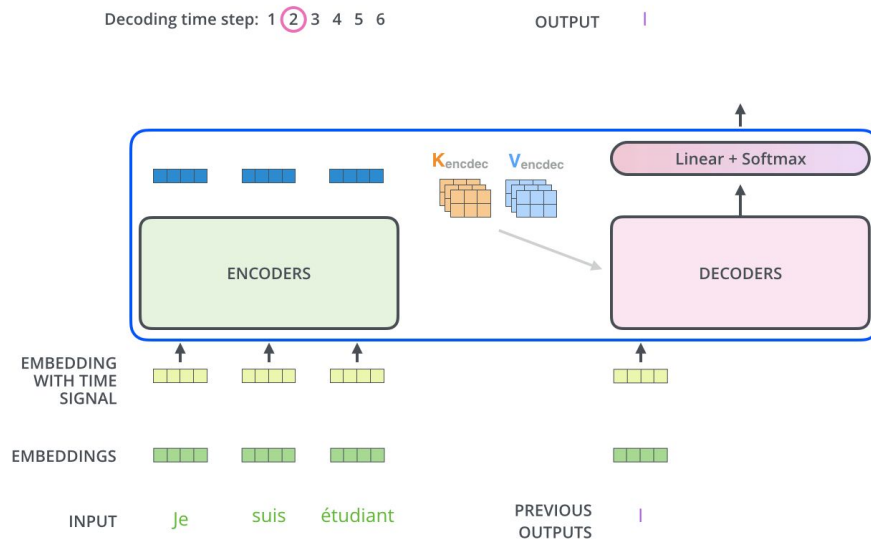 Decoding time step: 1 2 3 4 5 6
OUTPUT
I
Kencdec
Vencdec
Linear + Softmax
ENCODERS
DECODERS
EMBEDDING
WITH TIME
SIGNAL
EMBEDDINGS
INPUT
Je
suis
étudiant
PREVIOUS
OUTPUTS
I